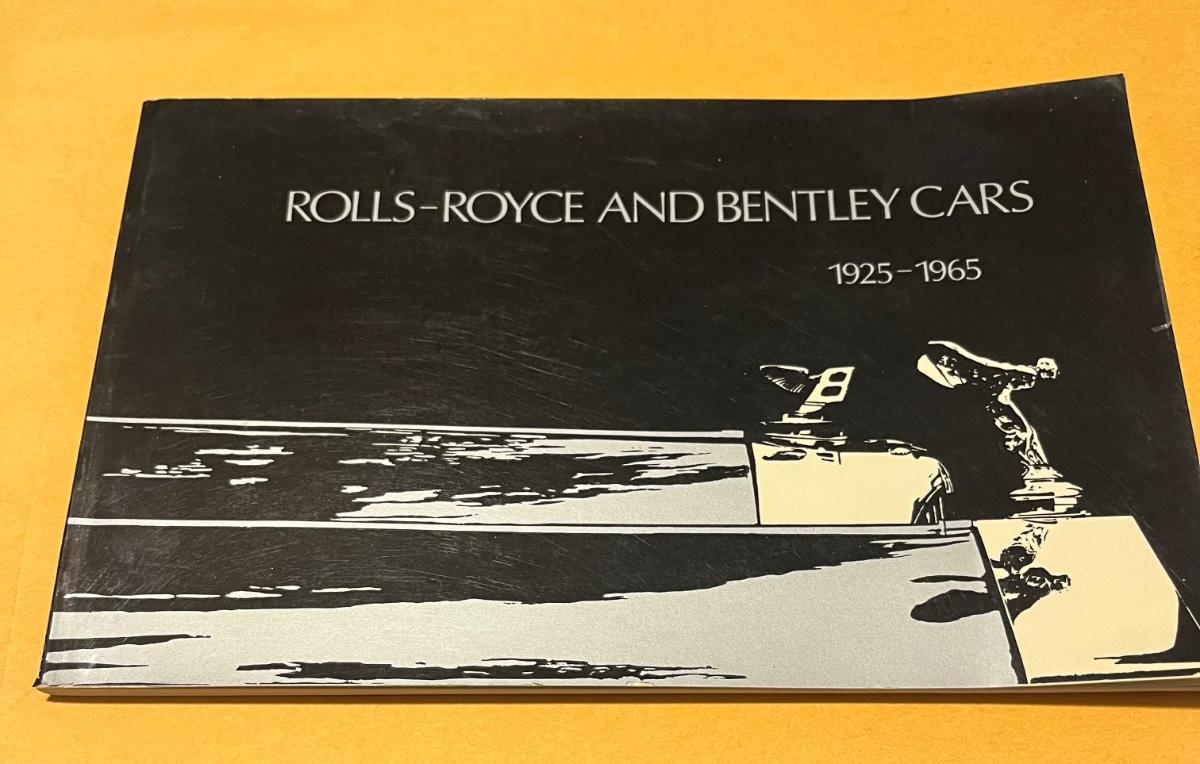 ROLLS-ROYCE AND BENTLEY CARS
1925-1965
B